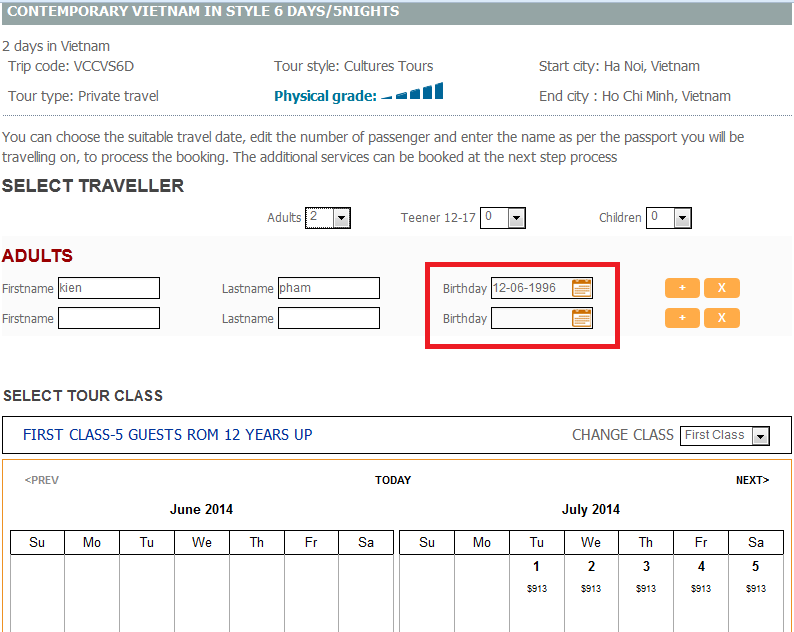 CONTEMPORARY VIETNAM IN STYLE 6 DAYS/5NIGHTS
2 days in Vietnam
Trip code: VCCVS6D Tour style: Cultures Tours Start city: Ha Noi, Vietnam
Tour type: Private travel Physical grade: End city : Ho Chi Minh, Vietnam
You can choose the suitable travel date, edit the number of passenger and enter the name as per the passport you will be
travelling on, to process the booking. The additional services can be booked at the next step process
SELECT TRAVELLER
Adults 2 Teener 12-17 0 Children 0
ADULTS
Firstname kien Lastname pham Birthday 12-06-1996 + X
Firstname Lastname Birthday + X
SELECT TOUR CLASS
FIRST CLASS-5 GUESTS ROM 12 YEARS UP CHANGE CLASS First Class
<PREV TODAY NEXT>
June 2014 July 2014
Su Mo Tu We Th Fr Sa Su Mo Tu We Th Fr Sa
1 2 3 4 5
$913 $913 $913 $913 $913